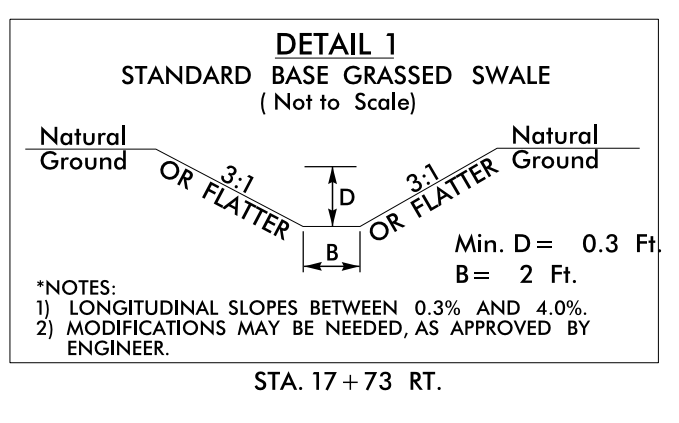 DETAIL 1
STANDARD BASE GRASSED SWALE
( Not to Scale)
Natural
Ground
3:1
OR FLATTER
D
B
3:1
OR FLATTER
Natural
Ground
Min. D = 0.3 Ft.
B = 2 Ft.
*NOTES:
1) LONGITUDINAL SLOPES BETWEEN 0.3% AND 4.0%.
2) MODIFICATIONS MAY BE NEEDED, AS APPROVED BY
ENGINEER.
STA. 17+73 RT.